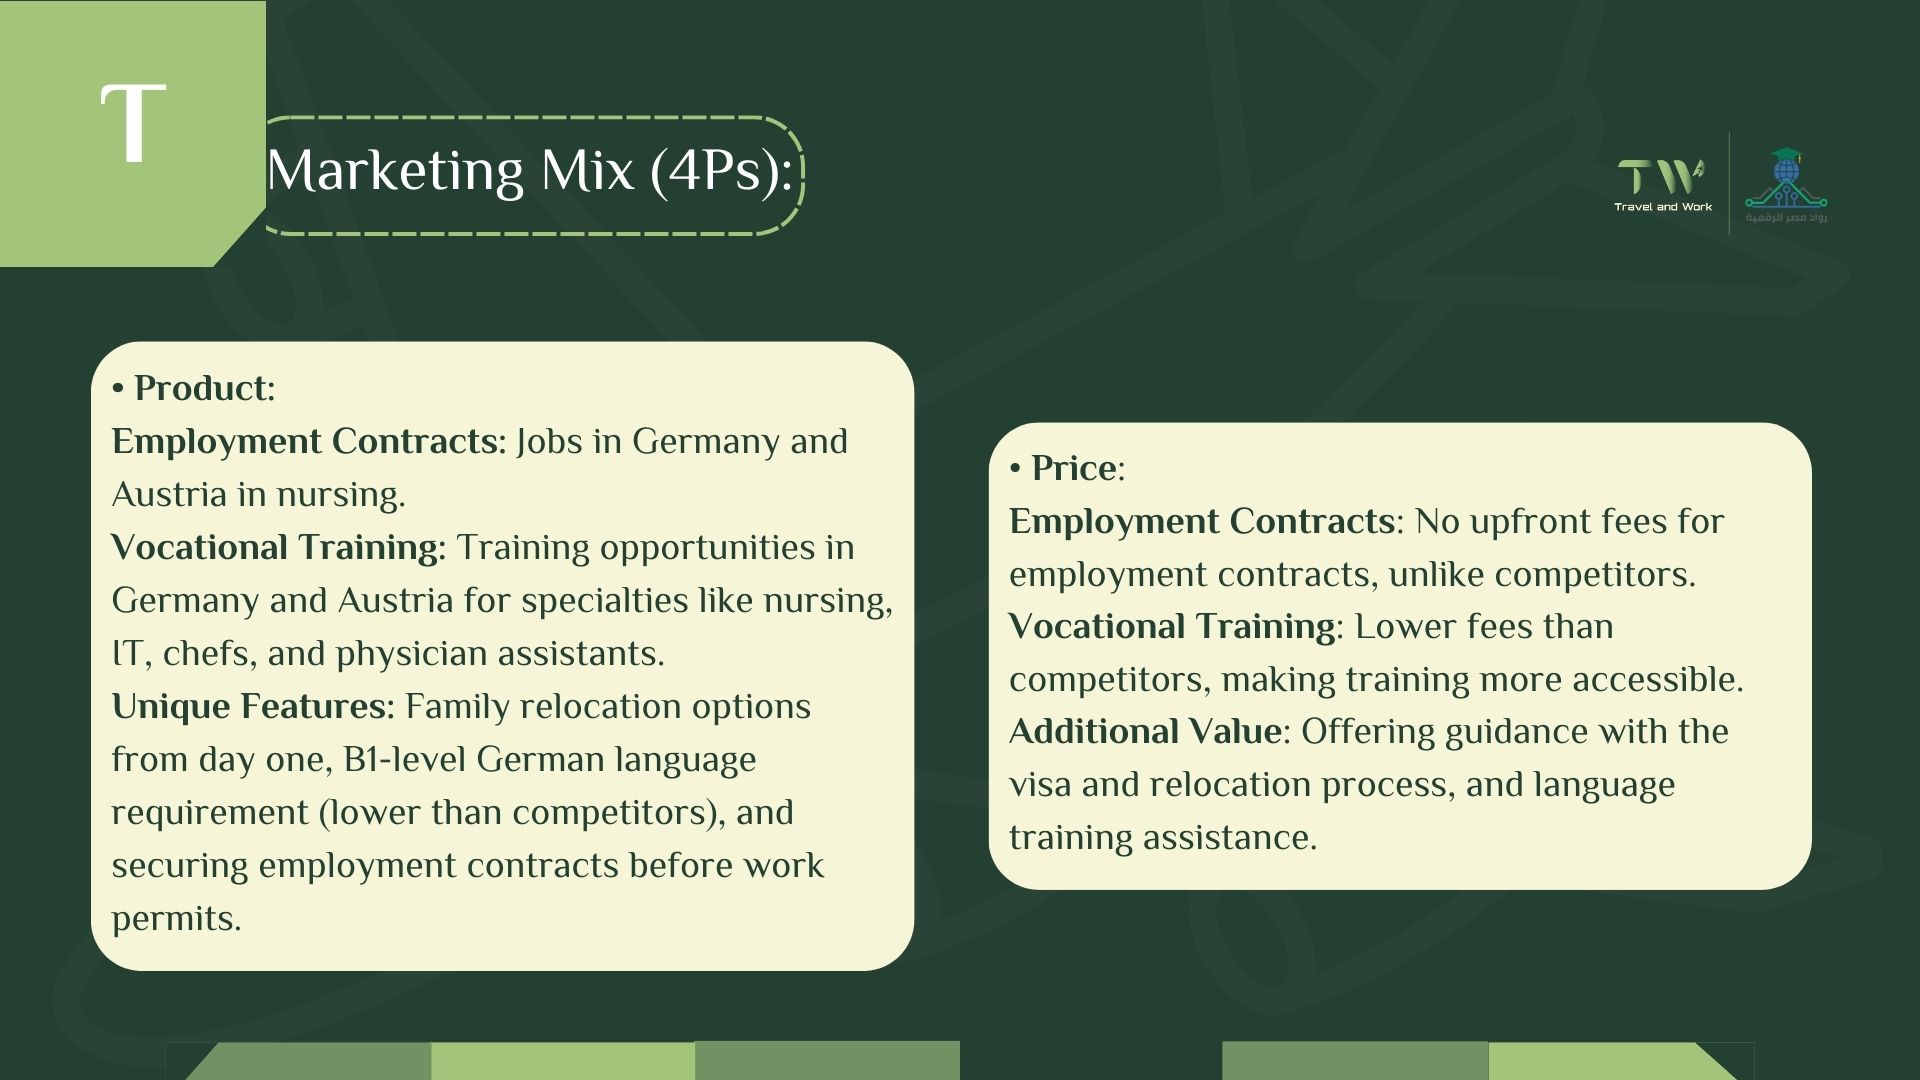 T
Marketing Mix (4Ps):
TW
Travel and Work
رواد مصر الرقمية
• Product:
Employment Contracts: Jobs in Germany and
Austria in nursing.
Vocational Training: Training opportunities in
Germany and Austria for specialties like nursing,
IT, chefs, and physician assistants.
Unique Features: Family relocation options
from day one, B1-level German language
requirement (lower than competitors), and
securing employment contracts before work
permits.
• Price:
Employment Contracts: No upfront fees for
employment contracts, unlike competitors.
Vocational Training: Lower fees than
competitors, making training more accessible.
Additional Value: Offering guidance with the
visa and relocation process, and language
training assistance.